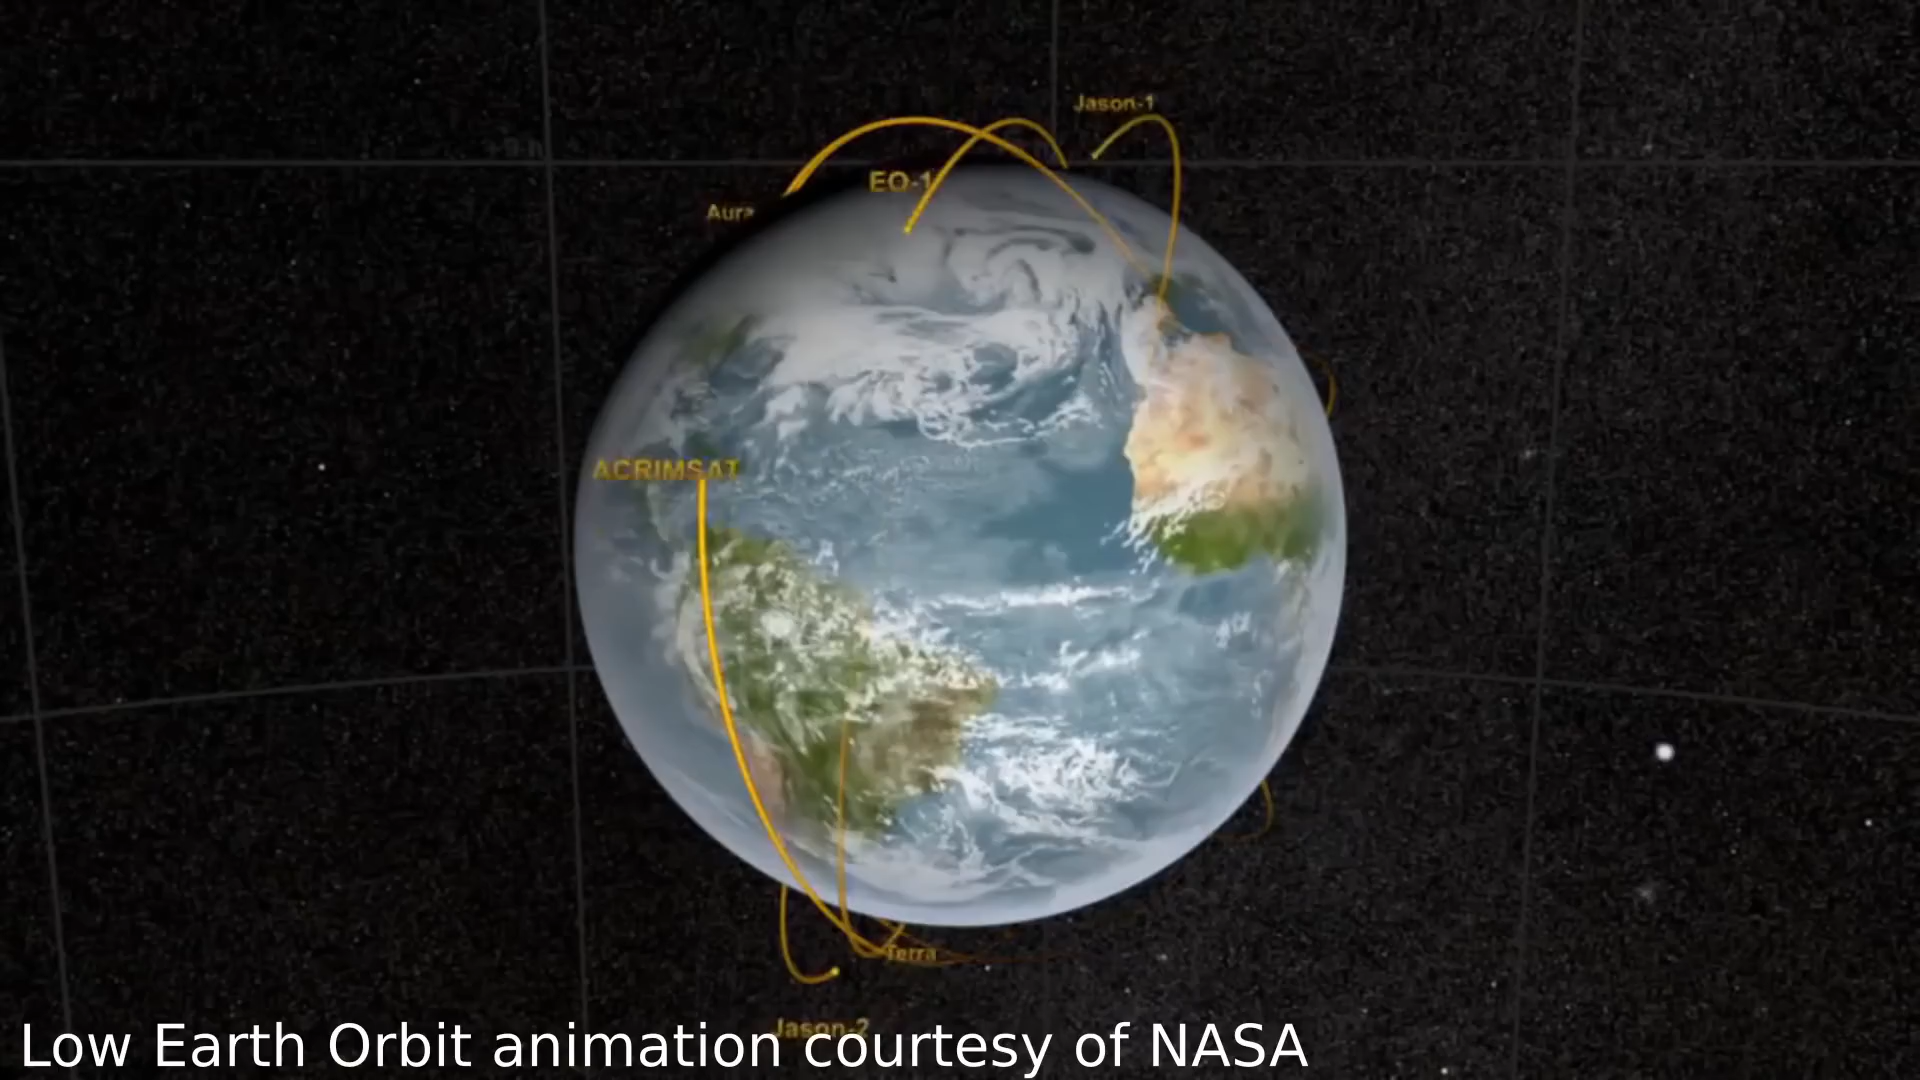 Jason-1
EO-1
Aura
ACRIMSAT
Terra
Jason-2
Low Earth Orbit animation courtesy of NASA